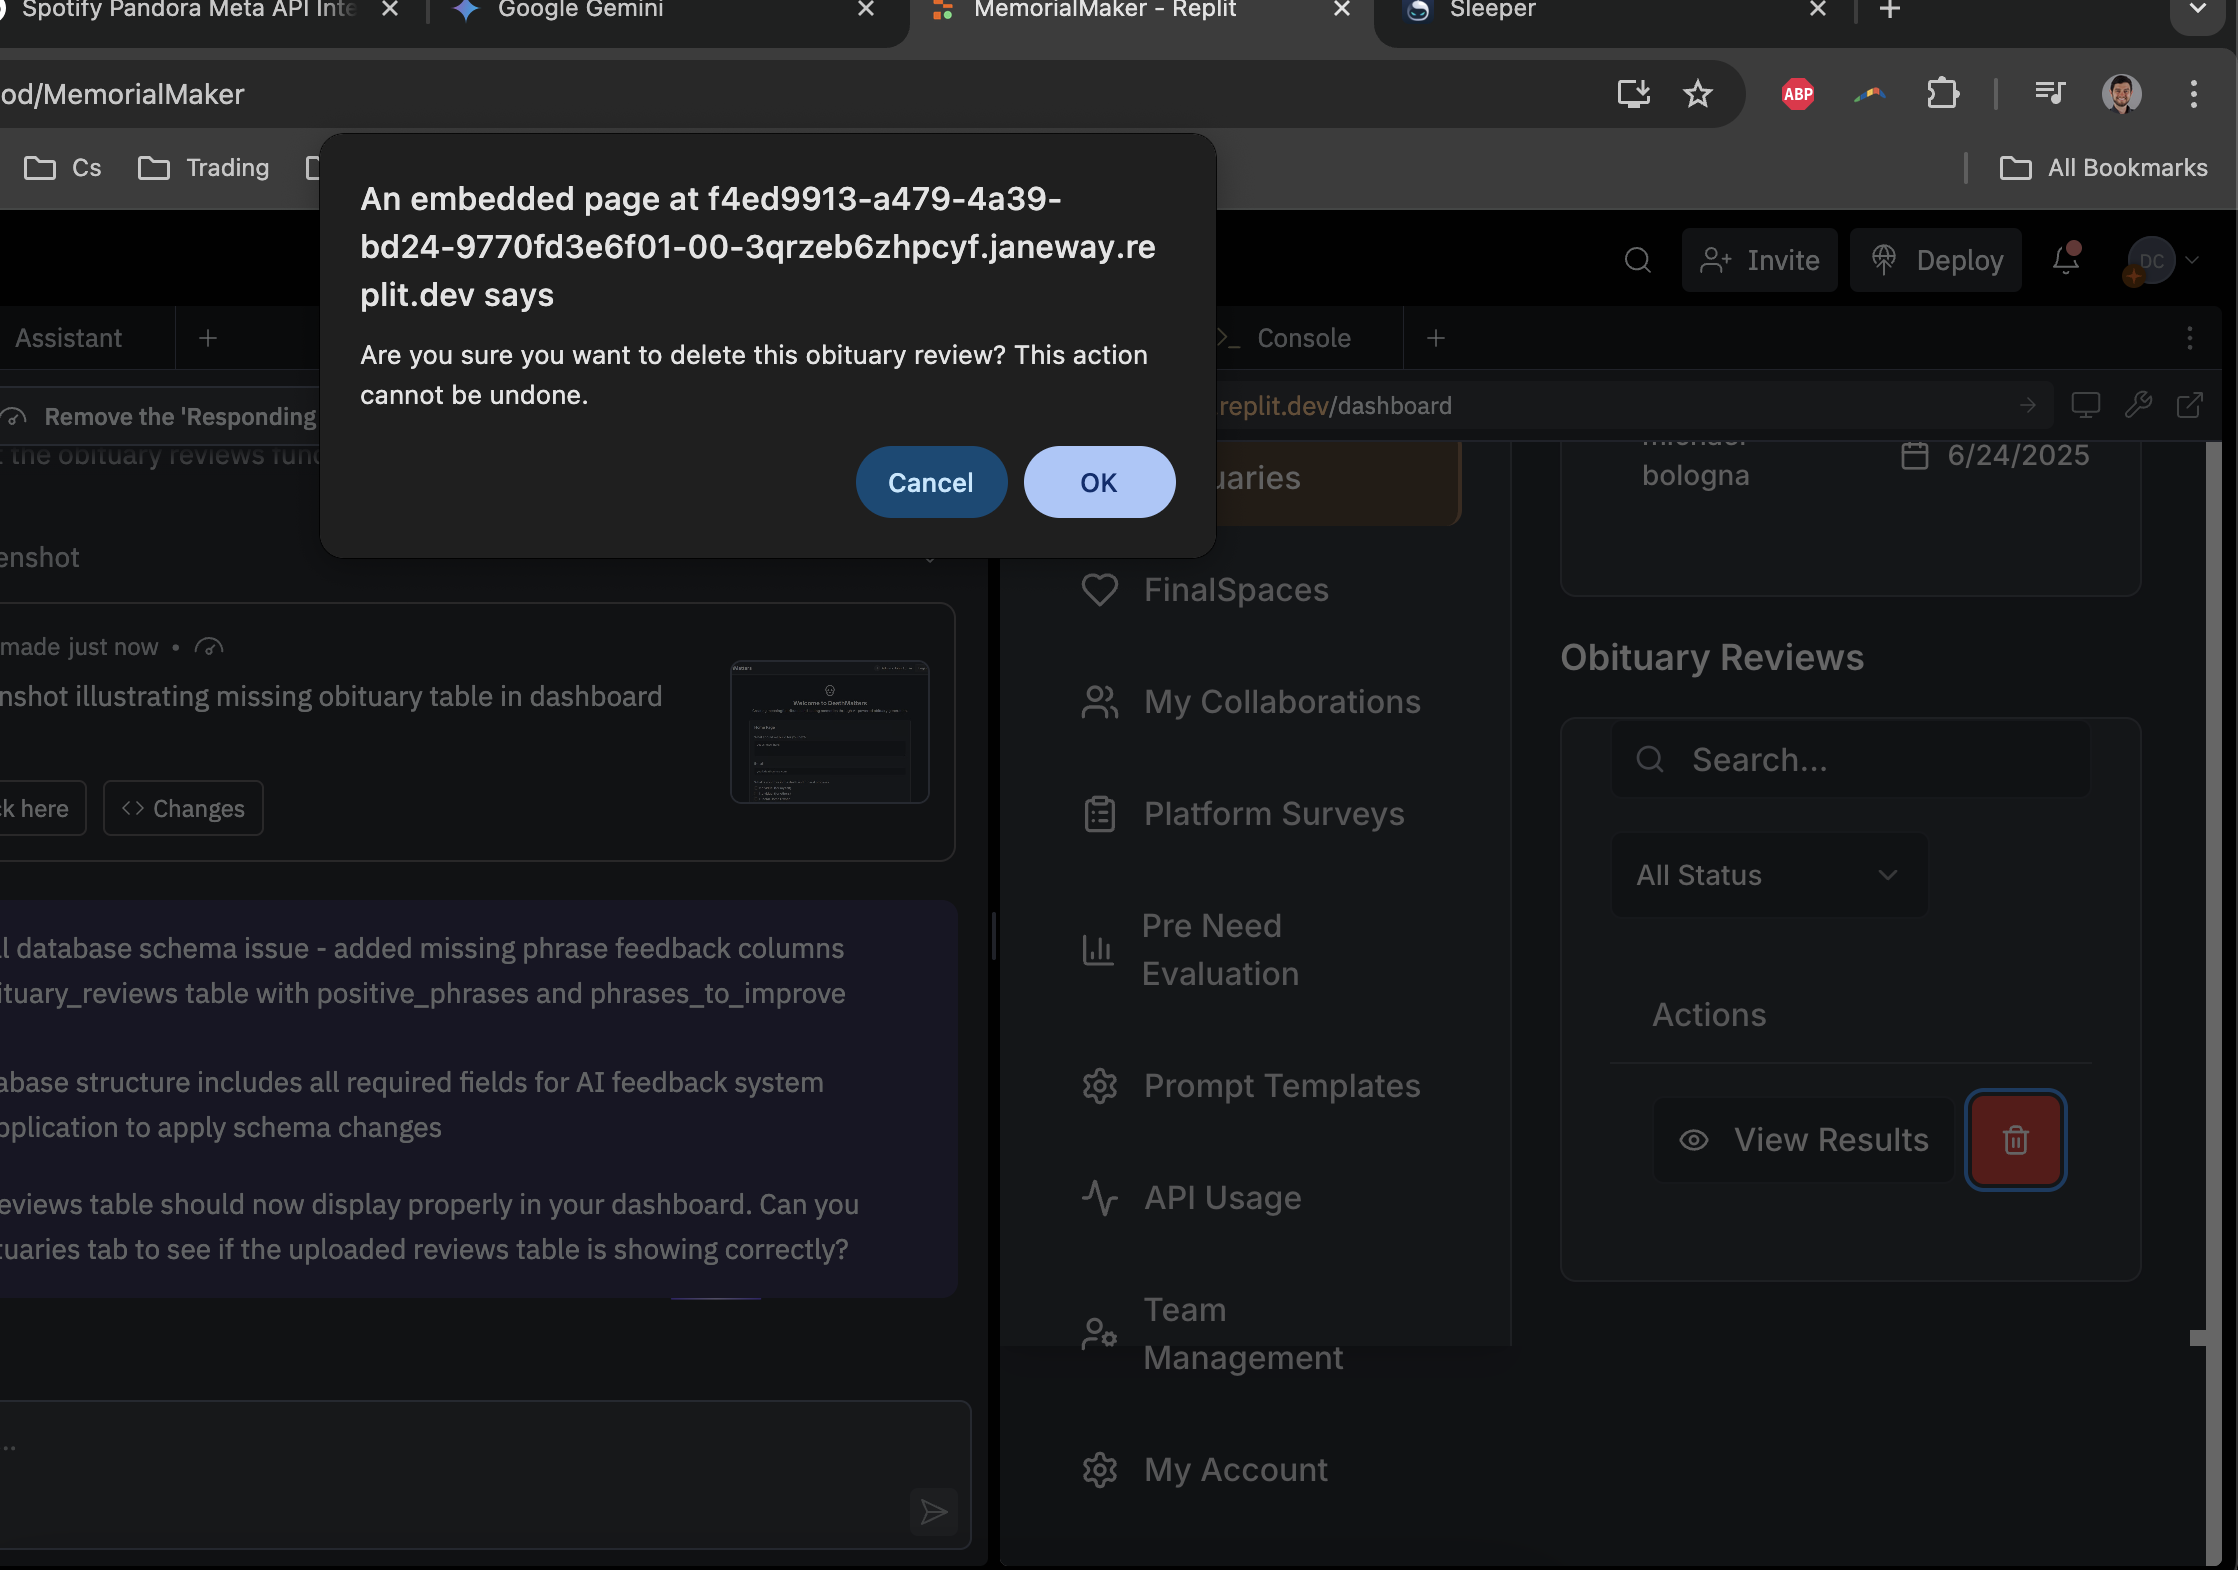 Spotify Pandora Meta API Inte
Google Gemini
MemorialMaker - Replit
Sleeper
od/MemorialMaker
ABP
Cs
Trading
All Bookmarks
An embedded page at f4ed9913-a479-4a39-
bd24-9770fd3e6f01-00-3qrzeb6zhpcyf.janeway.re
plit.dev says
Are you sure you want to delete this obituary review? This action
cannot be undone.
Cancel
OK
Invite
Deploy
DC
Assistant
Console
Remove the 'Responding
replit.dev/dashboard
t the obituary reviews func
enshot
made just now •
nshot illustrating missing obituary table in dashboard
Welcome to DeathMatters
ck here
Changes
l database schema issue - added missing phrase feedback columns
ituary_reviews table with positive_phrases and phrases_to_improve
abase structure includes all required fields for AI feedback system
pplication to apply schema changes
eviews table should now display properly in your dashboard. Can you
tuaries tab to see if the uploaded reviews table is showing correctly?
...
uaries
FinalSpaces
My Collaborations
Platform Surveys
Pre Need
Evaluation
Prompt Templates
API Usage
Team
Management
My Account
michael
bologna
6/24/2025
Obituary Reviews
Search...
All Status
Actions
View Results